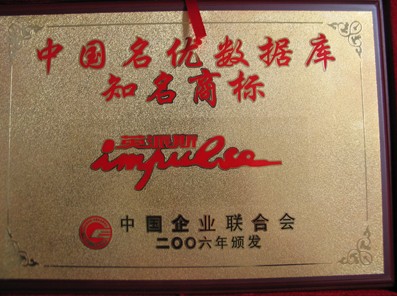 中国名优数据库
知名商标
英派斯
impulse
中国企业联合会
二〇〇六年颁发